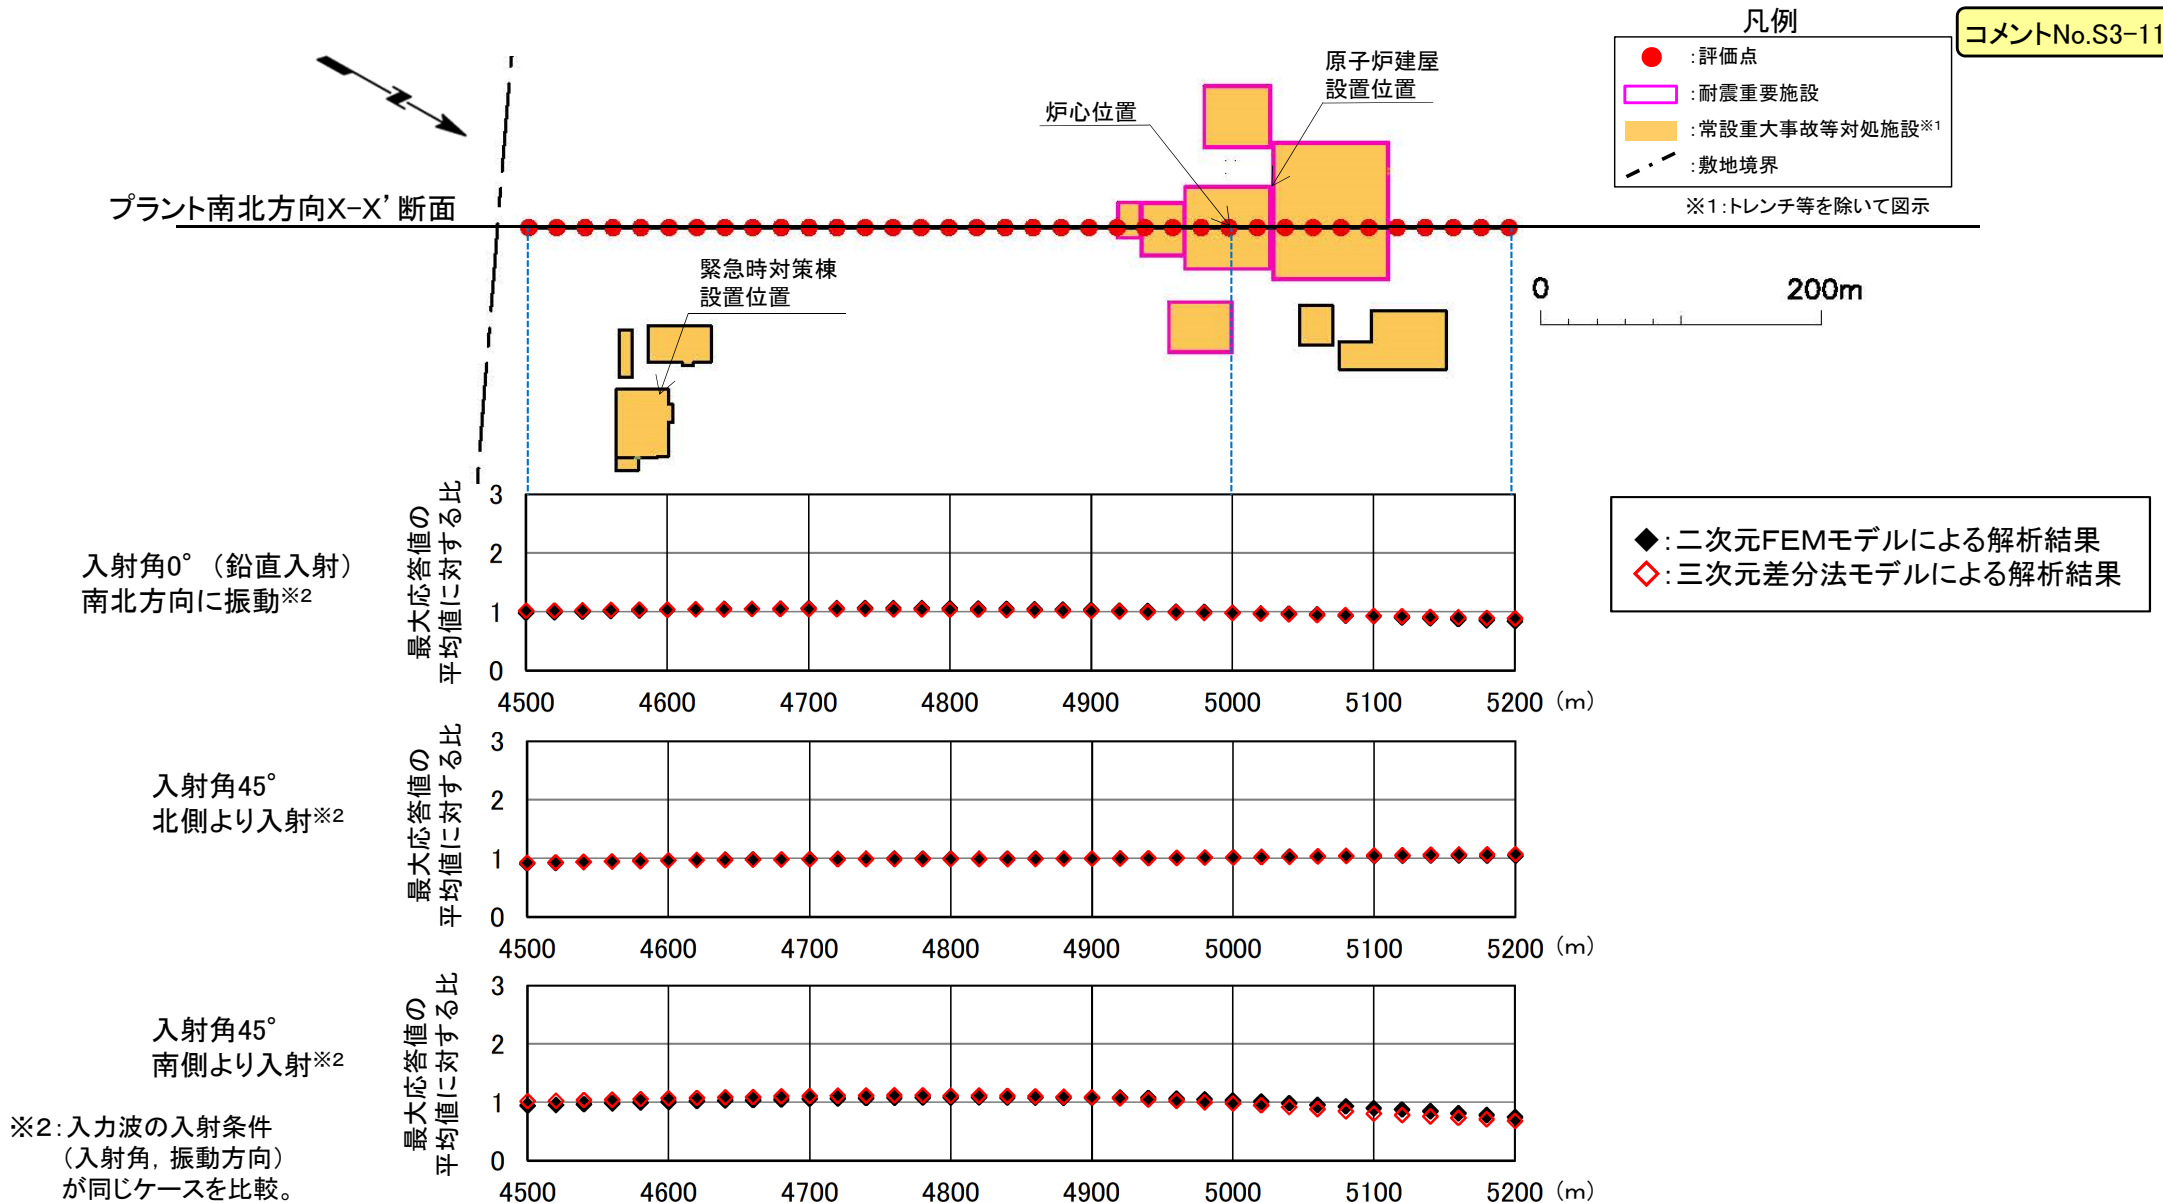 コメントNo.S3-11
凡例
:評価点
:耐震重要施設
:常設重大事故等対処施設※1
:敷地境界
※1:トレンチ等を除いて図示
原子炉建屋
設置位置
炉心位置
プラント南北方向X-X’断面
緊急時対策棟
設置位置
0 200m
◆:二次元FEMモデルによる解析結果
◇:三次元差分法モデルによる解析結果
入射角0°（鉛直入射）
南北方向に振動※2
最大応答値の
平均値に対する比
3
2
1
0
4500 4600 4700 4800 4900 5000 5100 5200 (m)
入射角45°
北側より入射※2
最大応答値の
平均値に対する比
3
2
1
0
4500 4600 4700 4800 4900 5000 5100 5200 (m)
入射角45°
南側より入射※2
最大応答値の
平均値に対する比
3
2
1
0
4500 4600 4700 4800 4900 5000 5100 5200 (m)
※2:入力波の入射条件
（入射角，振動方向）
が同じケースを比較。